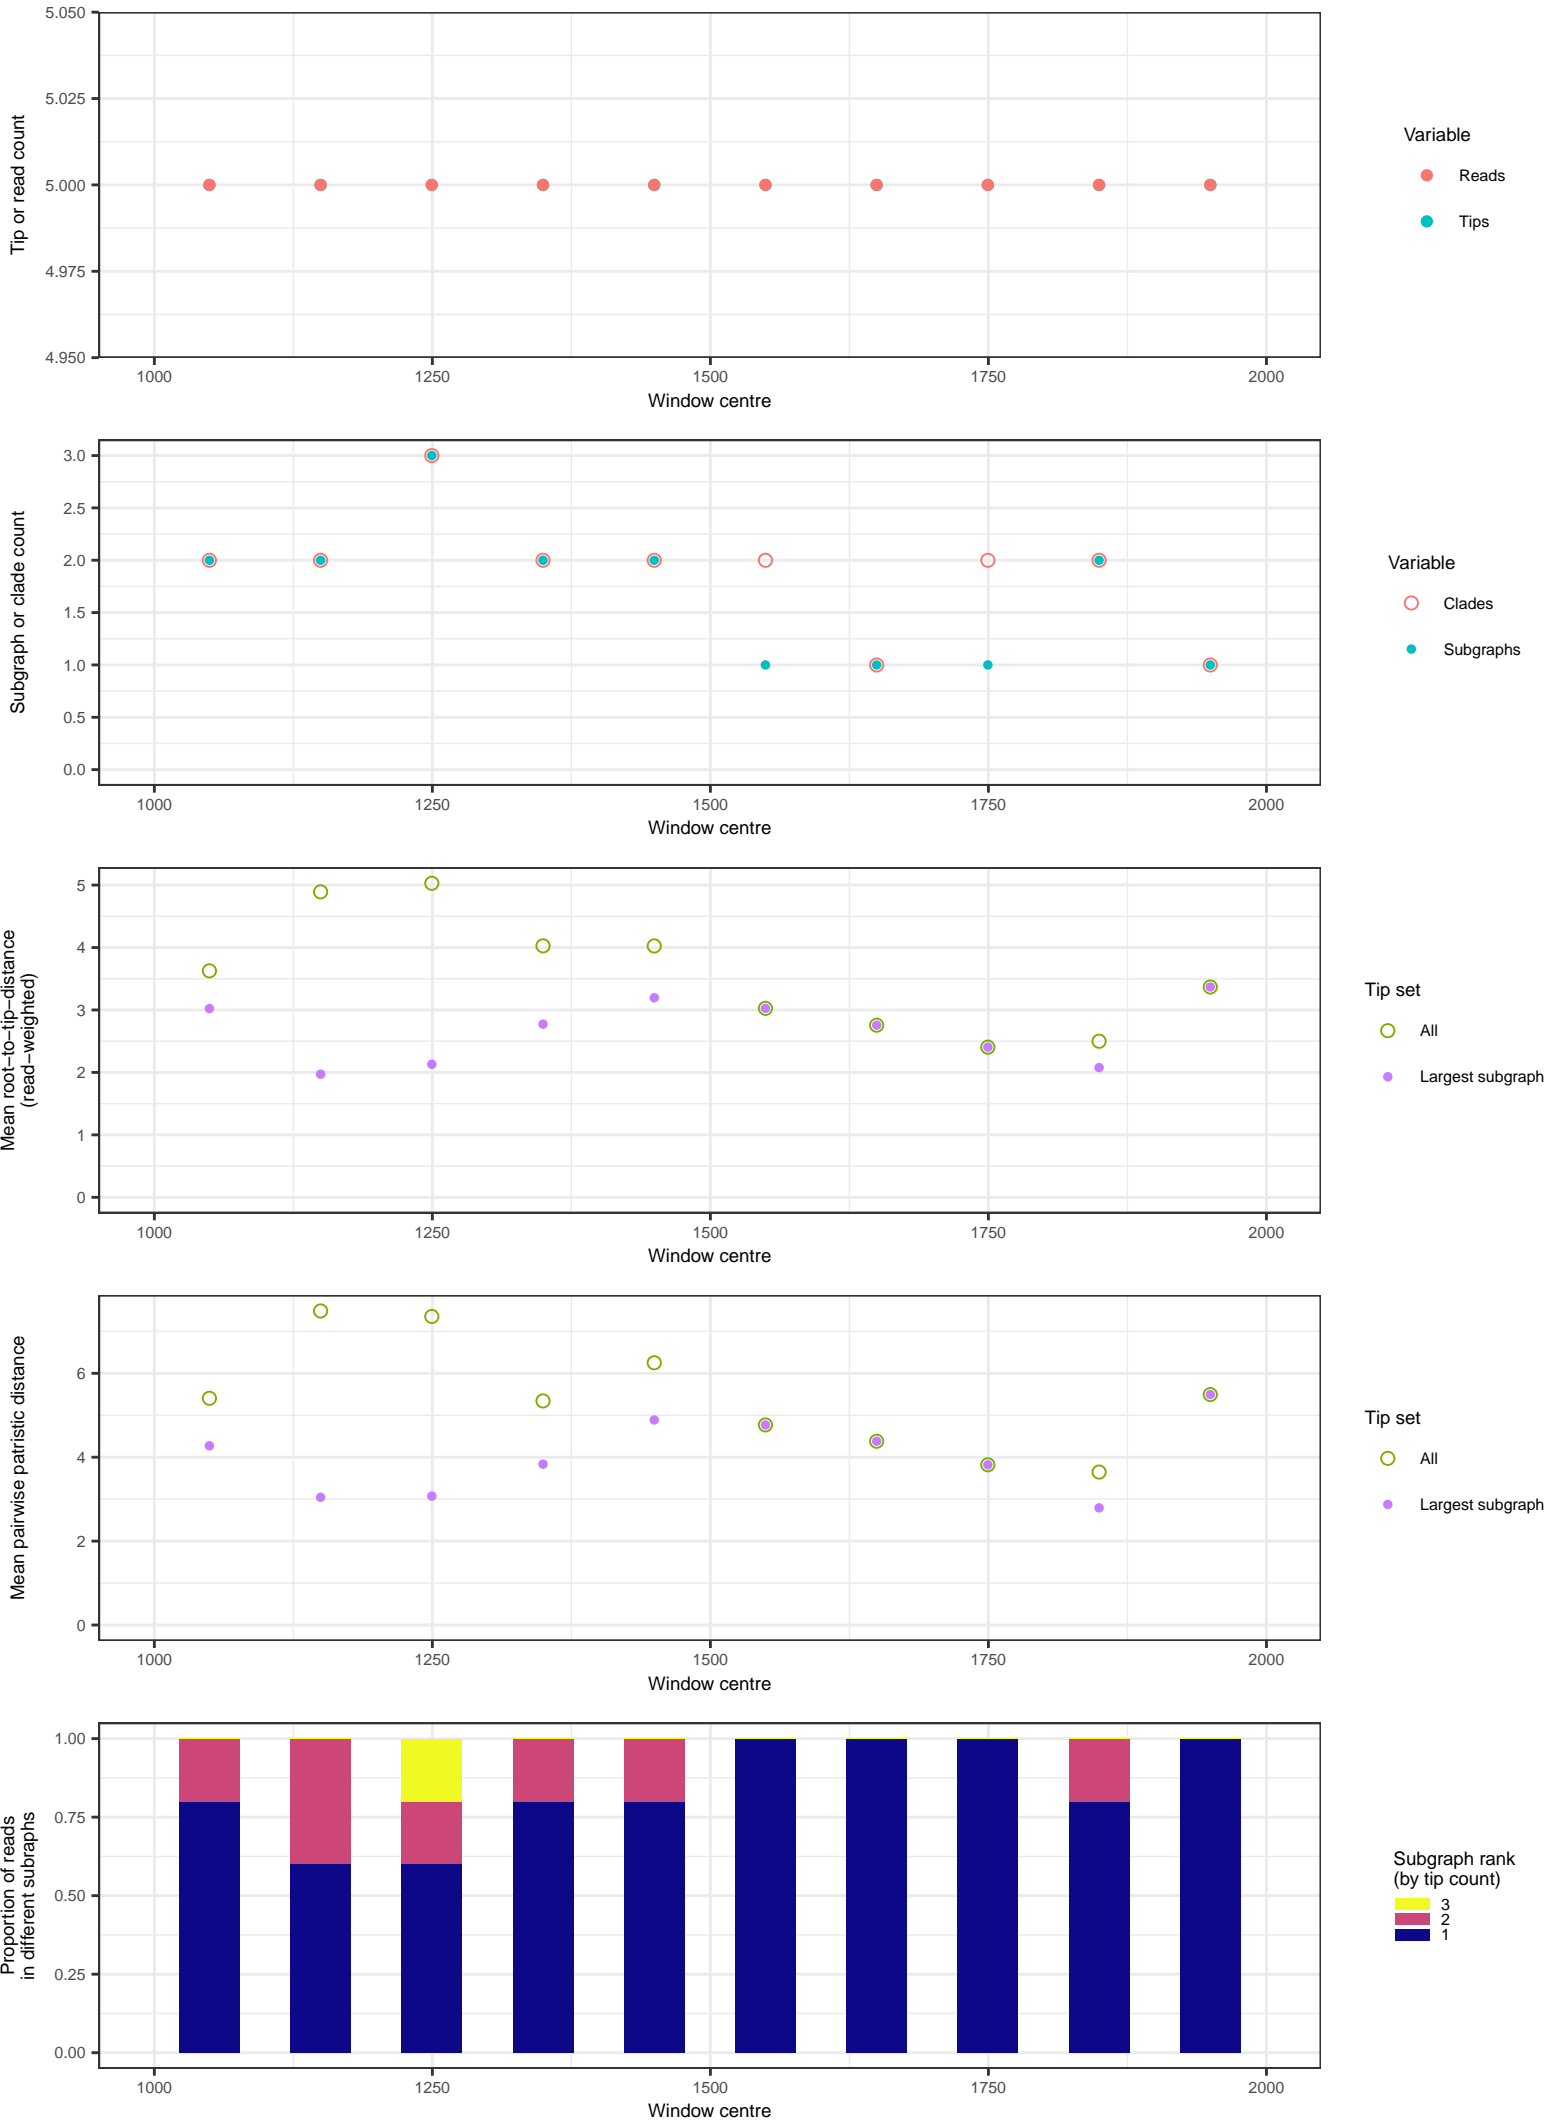 5.050
5.025
5.000
4.975
4.950
Tip or read count
1000 1250 1500 1750 2000
Window centre
Variable
Reads
Tips
3.0
2.5
2.0
1.5
1.0
0.5
0.0
Subgraph or clade count
1000 1250 1500 1750 2000
Window centre
Variable
Clades
Subgraphs
5
4
3
2
1
0
Mean root−to−tip−distance
(read−weighted)
1000 1250 1500 1750 2000
Window centre
Tip set
All
Largest subgraph
6
4
2
0
Mean pairwise patristic distance
1000 1250 1500 1750 2000
Window centre
Tip set
All
Largest subgraph
1.00
0.75
0.50
0.25
0.00
Proportion of reads
in different subraphs
1000 1250 1500 1750 2000
Window centre
Subgraph rank
(by tip count)
3
2
1